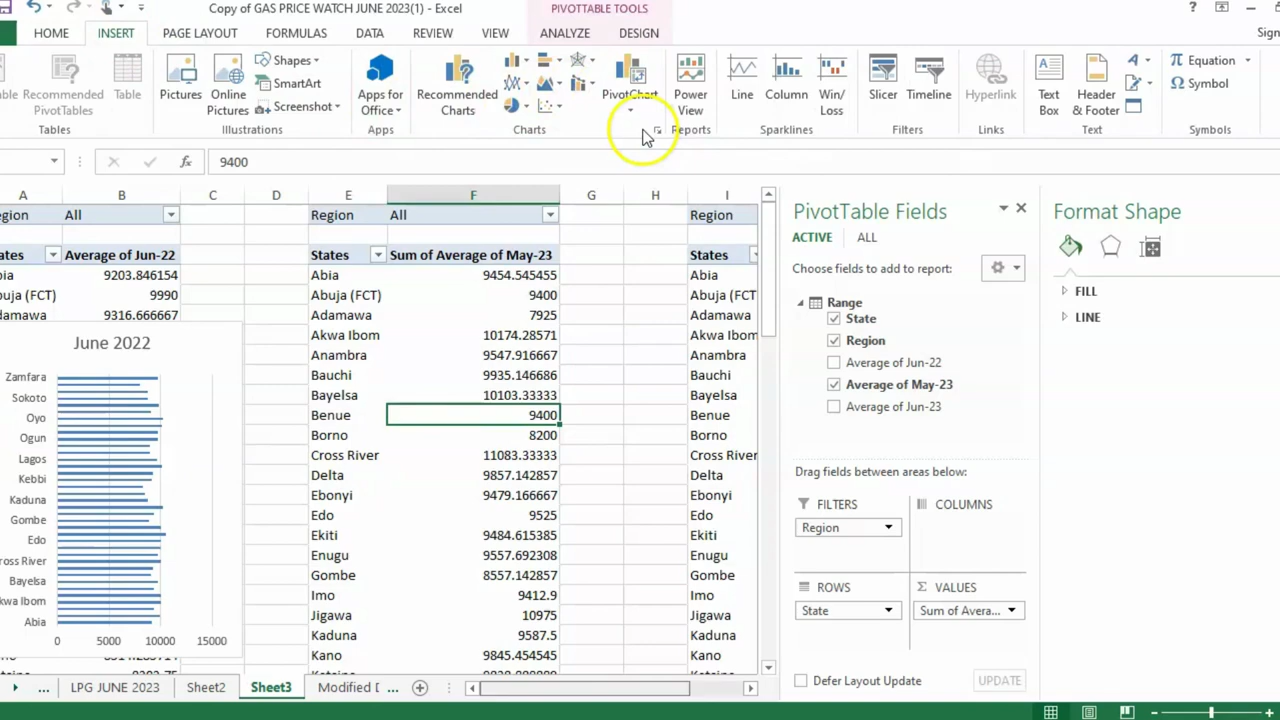 Copy of GAS PRICE WATCH JUNE 2023(1) - Excel
PIVOTTABLE TOOLS
?
Sign
HOME INSERT PAGE LAYOUT FORMULAS DATA REVIEW VIEW ANALYZE DESIGN
Recommended PivotTables
Table
Tables
Pictures
Online Pictures
Shapes
SmartArt
Screenshot
Illustrations
Apps for Office
Apps
Recommended Charts
PivotChart
Charts
Power View
Reports
Line
Column
Win/Loss
Sparklines
Slicer
Timeline
Filters
Hyperlink
Links
Text Box
Header & Footer
Text
Equation
Symbol
Symbols
fx 9400
A B C D E F G H I
egion All Region All Region
ates Average of Jun-22 States Sum of Average of May-23 States
bia 9203.846154 Abia 9454.545455 Abia
buja (FCT) 9990 Abuja (FCT) 9400 Abuja (FCT
damawa 9316.666667 Adamawa 7925 Adamawa
Akwa Ibom 10174.28571 Akwa Ibom
Anambra 9547.916667 Anambra
Bauchi 9935.146686 Bauchi
Bayelsa 10103.33333 Bayelsa
Benue 9400 Benue
Borno 8200 Borno
Cross River 11083.33333 Cross River
Delta 9857.142857 Delta
Ebonyi 9479.166667 Ebonyi
Edo 9525 Edo
Ekiti 9484.615385 Ekiti
Enugu 9557.692308 Enugu
Gombe 8557.142857 Gombe
Imo 9412.9 Imo
Jigawa 10975 Jigawa
Kaduna 9587.5 Kaduna
Kano 9845.454545 Kano
June 2022
Zamfara
Sokoto
Oyo
Ogun
Lagos
Kebbi
Kaduna
Gombe
Edo
ross River
Bayelsa
kwa Ibom
Abia
0 5000 10000 15000
PivotTable Fields
ACTIVE ALL
Choose fields to add to report:
Range
State
Region
Average of Jun-22
Average of May-23
Average of Jun-23
Drag fields between areas below:
FILTERS COLUMNS
Region
ROWS Σ VALUES
State Sum of Avera...
Defer Layout Update UPDATE
Format Shape
FILL
LINE
... LPG JUNE 2023 Sheet2 Sheet3 Modified D ...